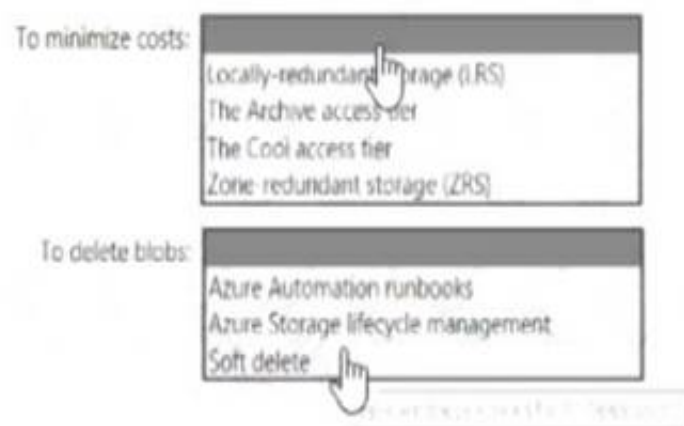 To minimize costs:
Locally-redundant storage (LRS)
The Archive access tier
The Cool access tier
Zone-redundant storage (ZRS)
To delete blobs:
Azure Automation runbooks
Azure Storage lifecycle management
Soft delete